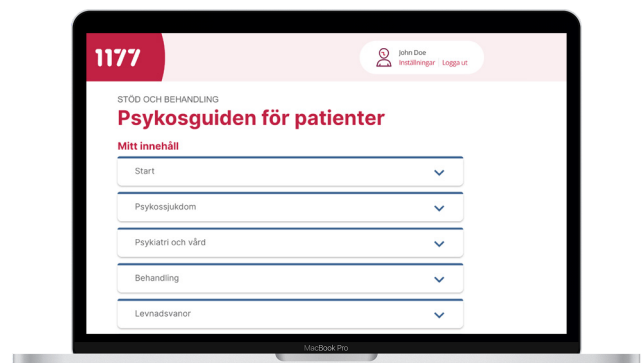 1177
John Doe
Inställningar | Logga ut
STÖD OCH BEHANDLING
Psykosguiden för patienter
Mitt innehåll
Start
Psykossjukdom
Psykiatri och vård
Behandling
Levnadsvanor
MacBook Pro